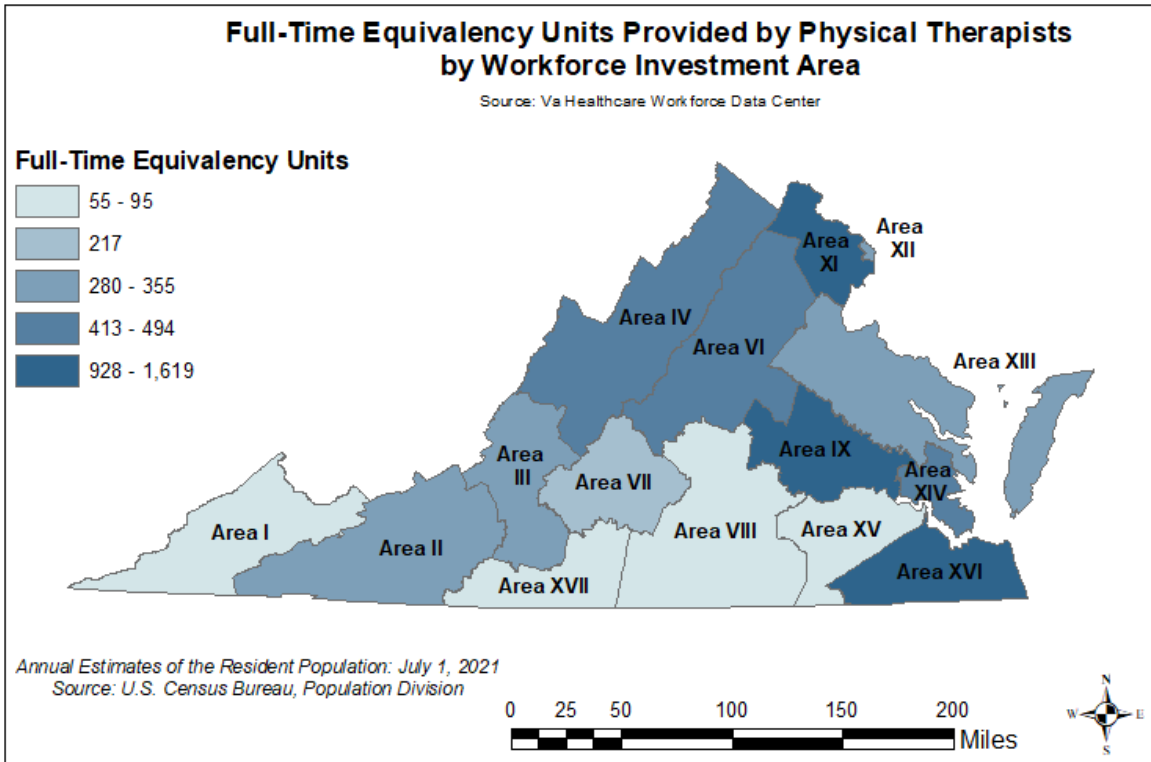 Full-Time Equivalency Units Provided by Physical Therapists
by Workforce Investment Area
Source: Va Healthcare Workforce Data Center
Full-Time Equivalency Units
55 - 95
217
280 - 355
413 - 494
928 - 1,619
Area
XII
Area
XI
Area IV
Area VI
Area XIII
Area
III
Area IX
Area VII
Area
XIV
Area I
Area VIII
Area XV
Area II
Area XVII
Area XVI
Annual Estimates of the Resident Population: July 1, 2021
Source: U.S. Census Bureau, Population Division
0 25 50 100 150 200
Miles
N
W E
S